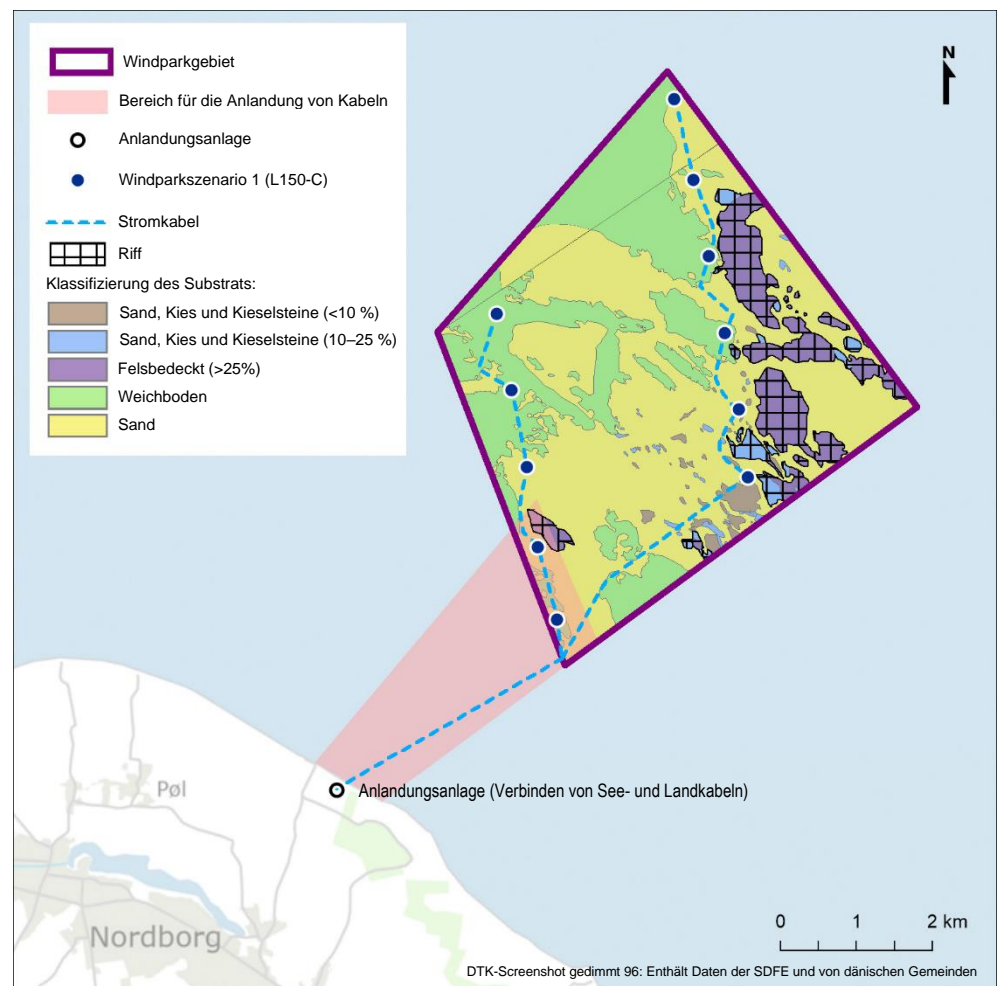 Windparkgebiet
Bereich für die Anlandung von Kabeln
Anlandungsanlage
Windparkszenario 1 (L150-C)
Stromkabel
Riff
Klassifizierung des Substrats:
Sand, Kies und Kieselsteine (<10 %)
Sand, Kies und Kieselsteine (10–25 %)
Felsbedeckt (>25%)
Weichboden
Sand
N
Anlandungsanlage (Verbinden von See- und Landkabeln)
Pøl
Nordborg
0 1 2 km
DTK-Screenshot gedimmt 96: Enthält Daten der SDFE und von dänischen Gemeinden